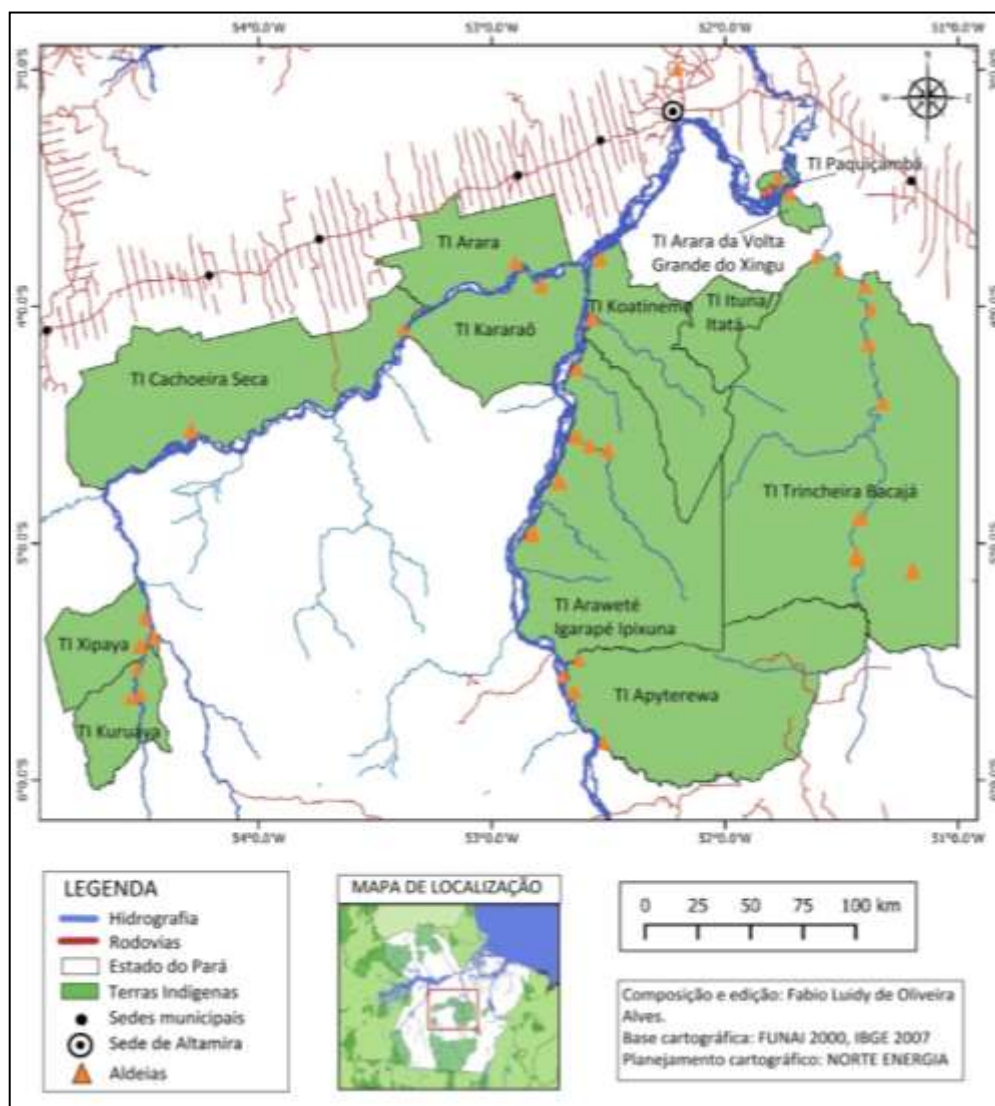 54°0.0'W 53°0.0'W 52°0.0'W 51°0.0'W
3°0.0'S
4°0.0'S
5°0.0'S
6°0.0'S
TI Paquiçamba
TI Arara
TI Arara da Volta
Grande do Xingu
TI Koatinemo
TI Ituna/
Itatá
TI Kararaô
TI Cachoeira Seca
TI Trincheira Bacajá
TI Araweté
Igarapé Ipixuna
TI Xipaya
TI Apyterewa
TI Kuruaya
54°0.0'W 53°0.0'W 52°0.0'W 51°0.0'W
LEGENDA
Hidrografia
Rodovias
Estado do Pará
Terras Indígenas
Sedes municipais
Sede de Altamira
Aldeias
MAPA DE LOCALIZAÇÃO
0 25 50 75 100 km
Composição e edição: Fabio Luidy de Oliveira
Alves.
Base cartográfica: FUNAI 2000, IBGE 2007
Planejamento cartográfico: NORTE ENERGIA